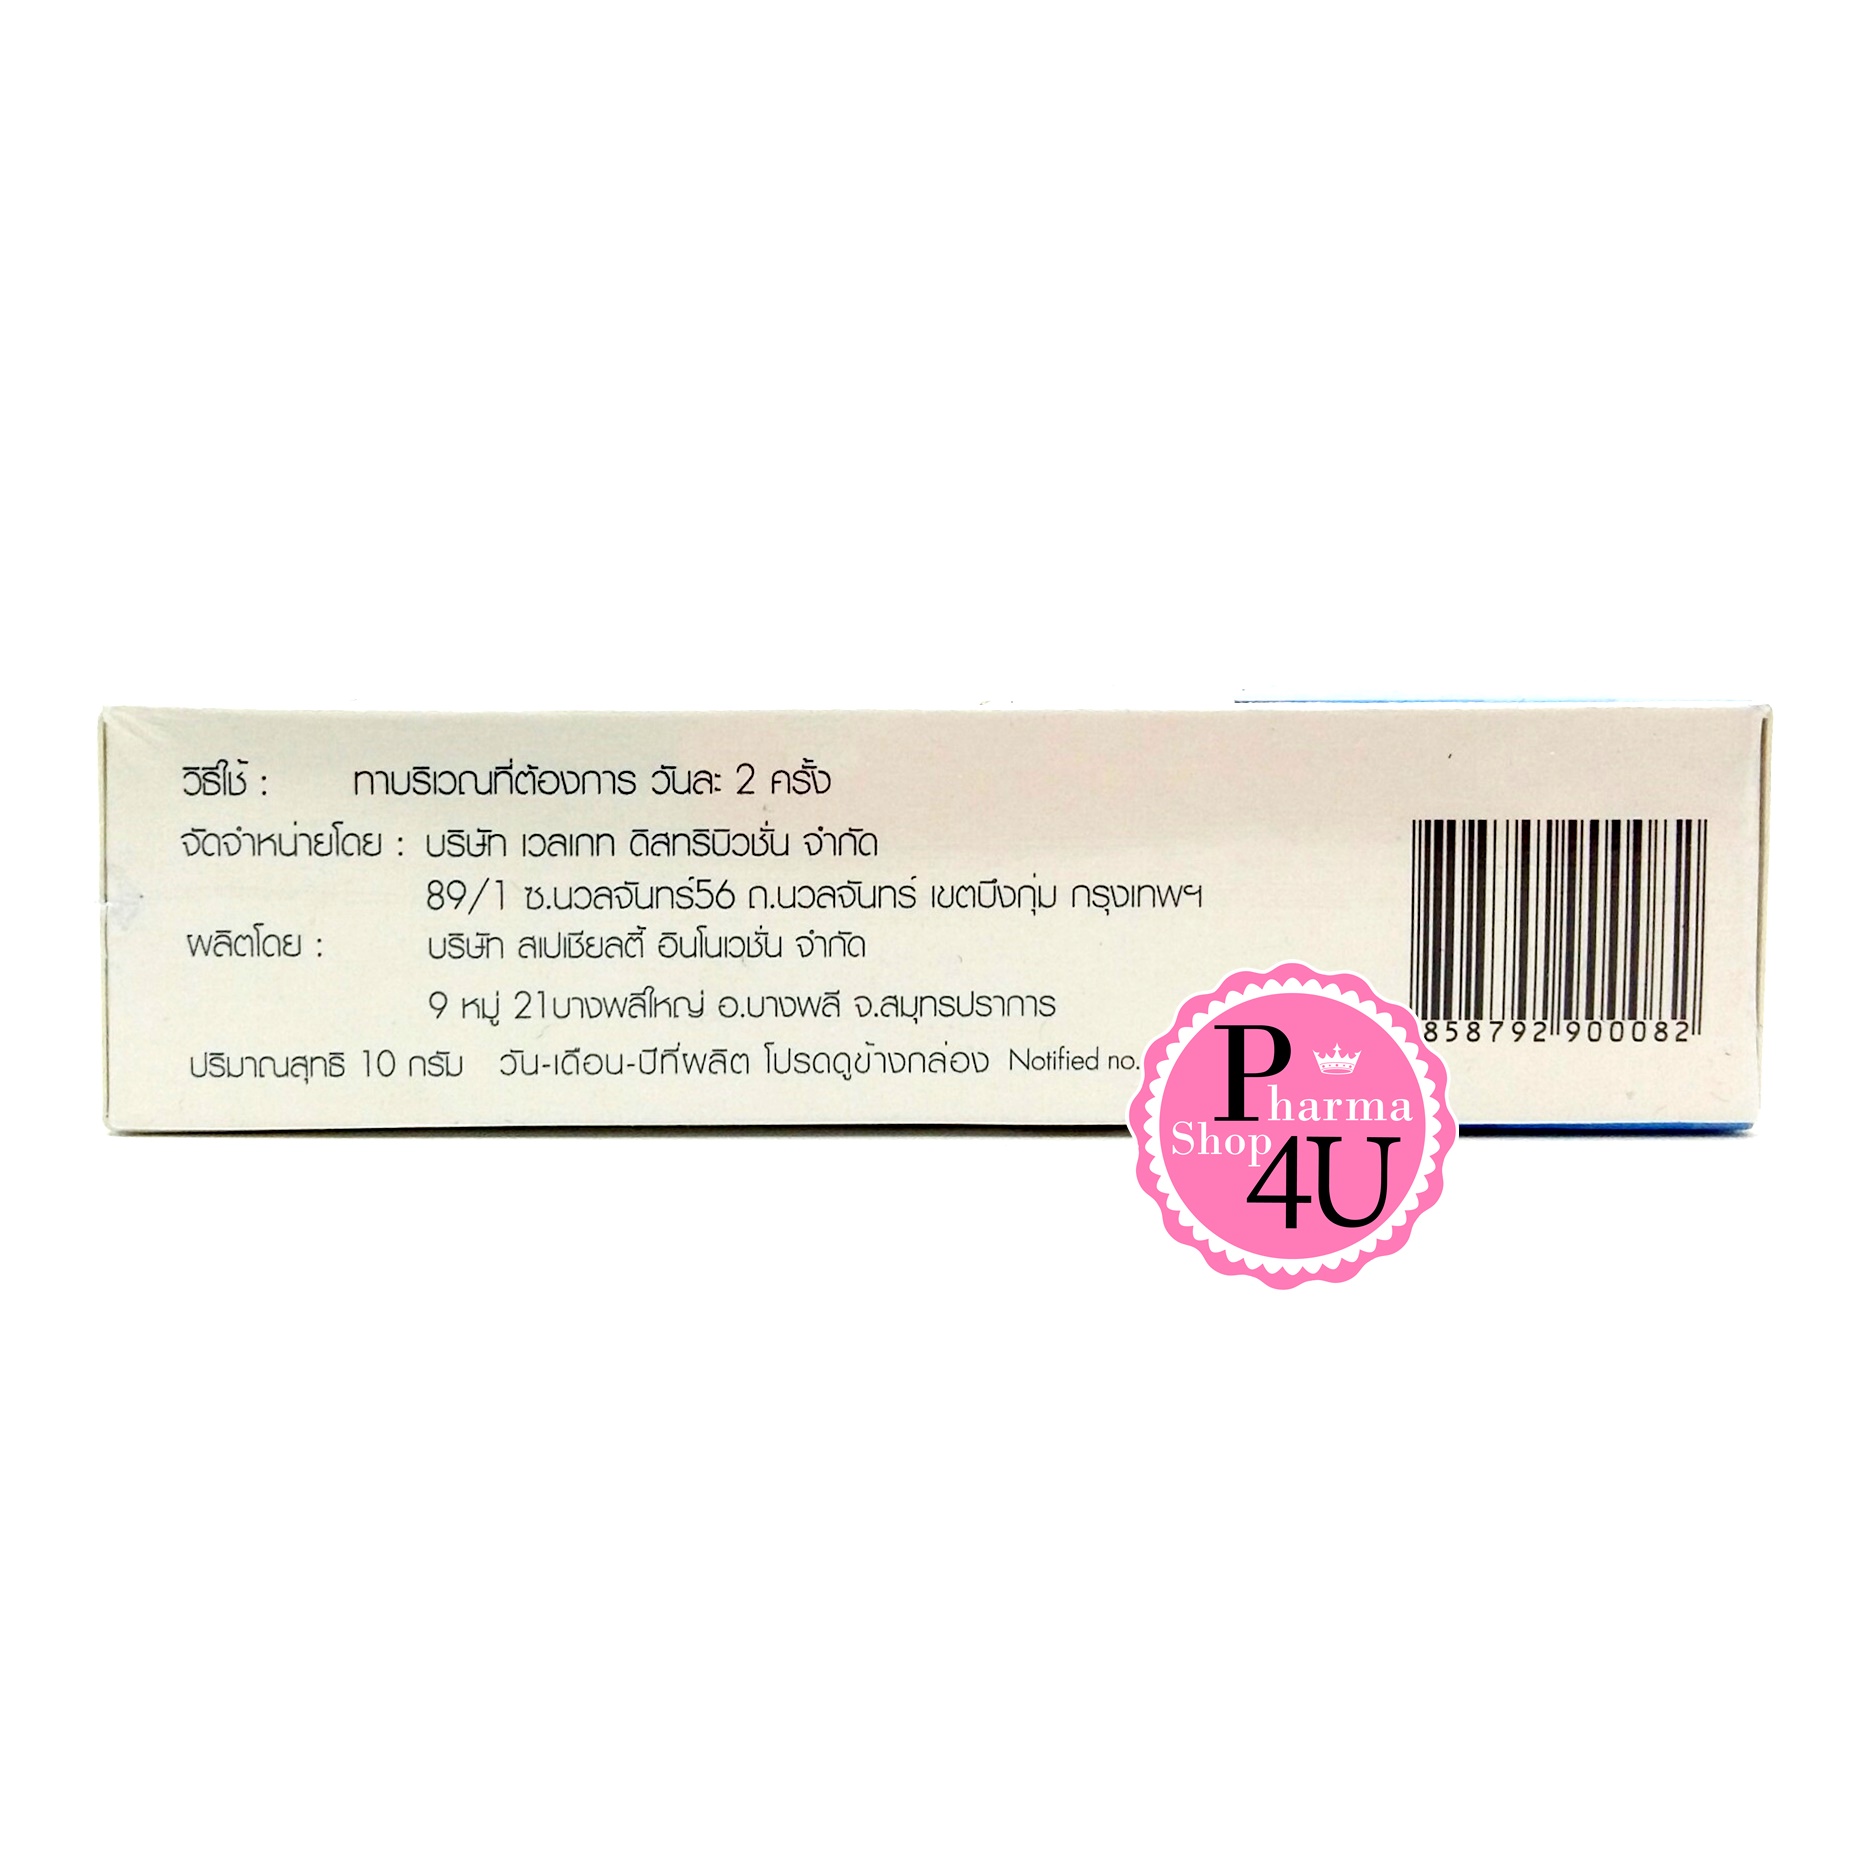 วิธีใช้ : ทาบริเวณที่ต้องการ วันละ 2 ครั้ง
จัดจำหน่ายโดย : บริษัท เวลเกท ดิสทริบิวชั่น จำกัด
89/1 ซ.นวลจันทร์56 ถ.นวลจันทร์ เขตบึงกุ่ม กรุงเทพฯ
ผลิตโดย : บริษัท สเปเชียลตี้ อินโนเวชั่น จำกัด
9 หมู่ 21บางพลีใหญ่ อ.บางพลี จ.สมุทรปราการ
ปริมาณสุทธิ 10 กรัม วัน-เดือน-ปีที่ผลิต โปรดดูข้างกล่อง Notified no.
858792 900082
Pharma
Shop 4U